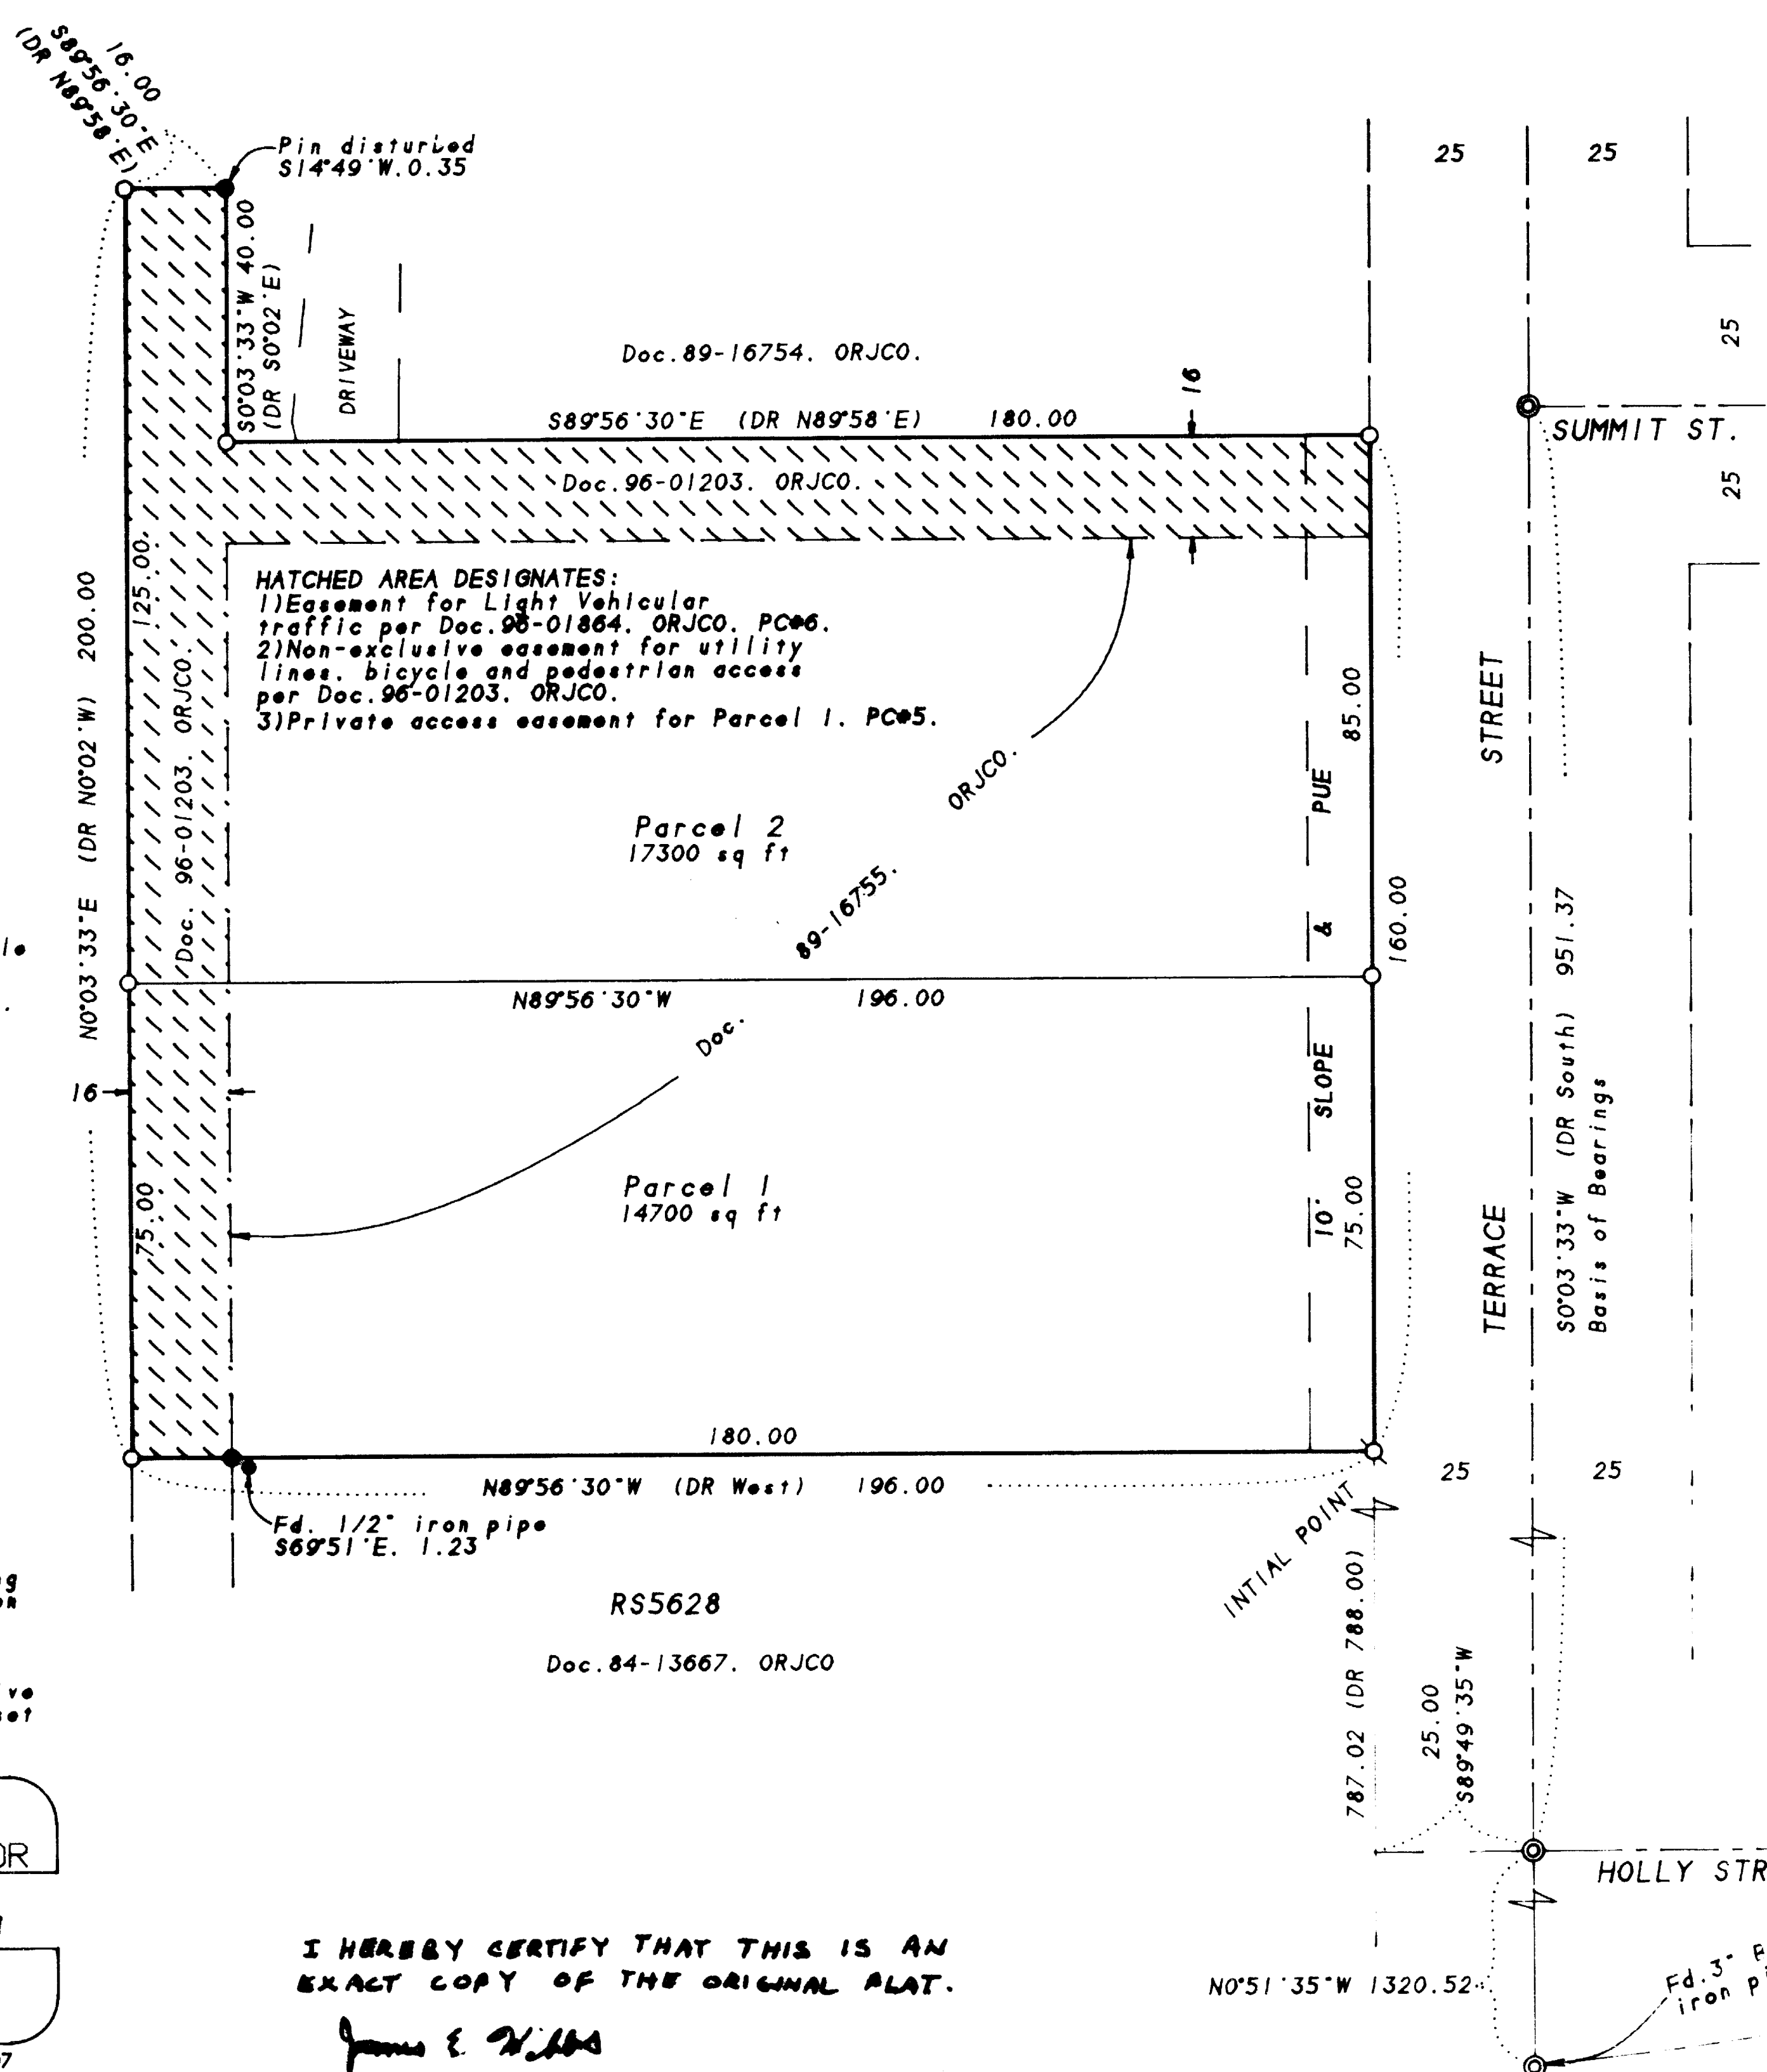 16.00
S89°56'30"E
(DR N89°58'E)
Pin disturbed
S14°49'W. 0.35
25
25
S0°03'33"W 40.00
(DR S0°02'E)
DRIVEWAY
Doc.89-16754. ORJCO.
16
25
S89°56'30"E (DR N89°58'E) 180.00
SUMMIT ST.
25
Doc.96-01203. ORJCO.
125.00
N0°03'33"E (DR N0°02'W) 200.00
Doc. 96-01203. ORJCO.
HATCHED AREA DESIGNATES:
1)Easement for Light Vehicular
traffic per Doc.96-01864. ORJCO. PC#6.
2)Non-exclusive easement for utility
lines. bicycle and pedestrian access
per Doc.96-01203. ORJCO.
3)Private access easement for Parcel 1. PC#5.
85.00
TERRACE STREET
Doc. 89-16755. ORJCO.
Parcel 2
17300 sq ft
10' SLOPE & PUE
160.00
S0°03'33"W (DR South) 951.37
Basis of Bearings
N89°56'30"W 196.00
16
75.00
Parcel 1
14700 sq ft
75.00
180.00
N89°56'30"W (DR West) 196.00
25
25
Fd. 1/2" iron pipe
S69°51'E. 1.23
INTIAL POINT
RS5628
Doc.84-13667. ORJCO
787.02 (DR 788.00)
25.00
S89°49'35"W
OR
HOLLY STR
I HEREBY CERTIFY THAT THIS IS AN
EXACT COPY OF THE ORIGINAL PLAT.
N0°51'35"W 1320.52
Fd.3"
iron
James E. Hibbs